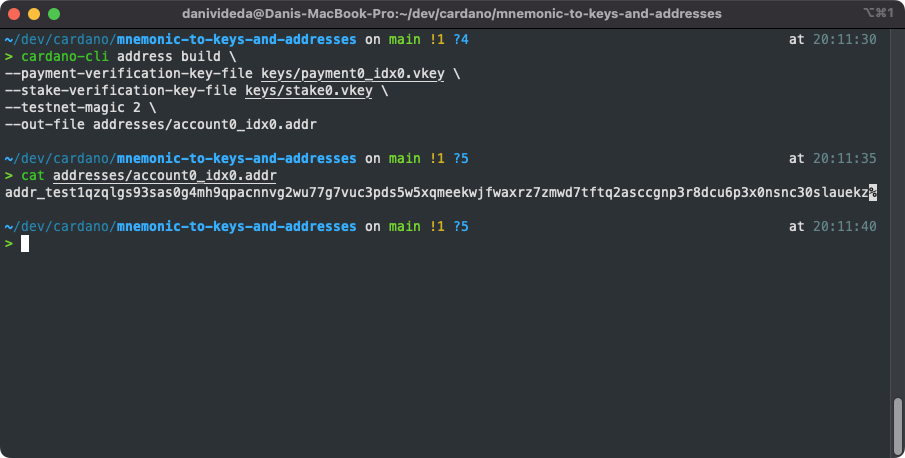 danivideda@Danis-MacBook-Pro:~/dev/cardano/mnemonic-to-keys-and-addresses ⌥⌘1
~/dev/cardano/mnemonic-to-keys-and-addresses on main !1 ?4 at 20:11:30
> cardano-cli address build \
--payment-verification-key-file keys/payment0_idx0.vkey \
--stake-verification-key-file keys/stake0.vkey \
--testnet-magic 2 \
--out-file addresses/account0_idx0.addr
~/dev/cardano/mnemonic-to-keys-and-addresses on main !1 ?5 at 20:11:35
> cat addresses/account0_idx0.addr
addr_test1qzqlgs93sas0g4mh9qpacnnvg2wu77g7vuc3pds5w5xqmeekwjfwaxrz7zmwd7tftq2asccgnp3r8dcu6p3x0nsnc30slauekz%
~/dev/cardano/mnemonic-to-keys-and-addresses on main !1 ?5 at 20:11:40
>